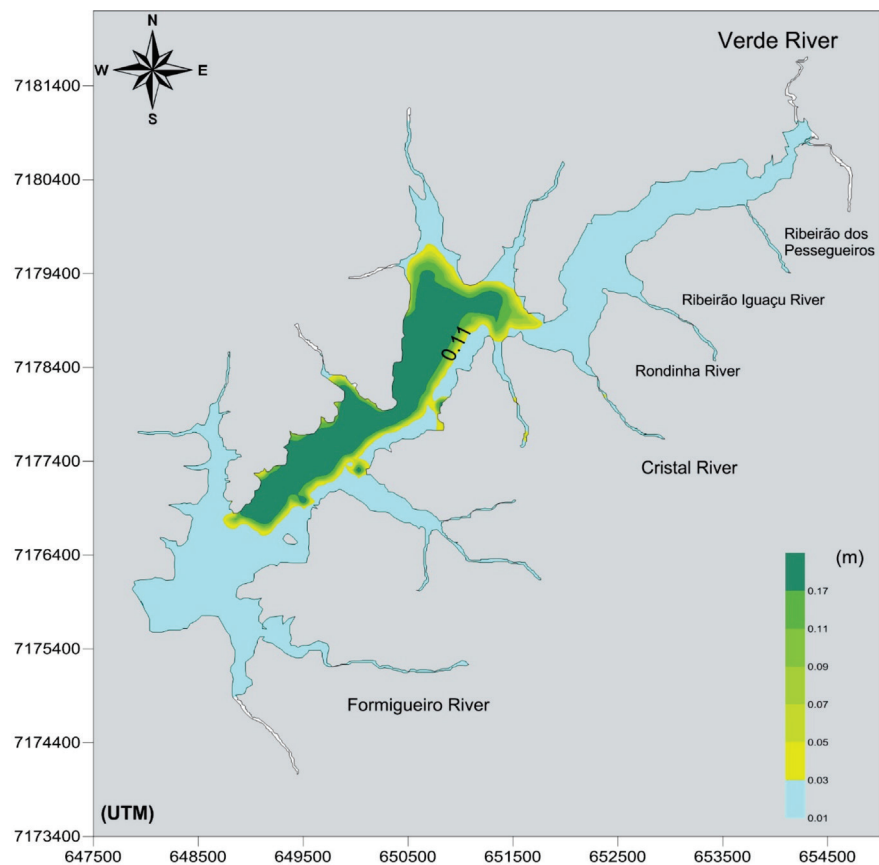 N
W E
S
Verde River
7181400
7180400
Ribeirão dos
Pessegueiros
7179400
Ribeirão Iguaçu River
0.11
7178400
Rondinha River
7177400
Cristal River
7176400
(m)
0.17
0.11
0.09
0.07
0.05
0.03
0.01
7175400
Formigueiro River
7174400
(UTM)
7173400
647500 648500 649500 650500 651500 652500 653500 654500